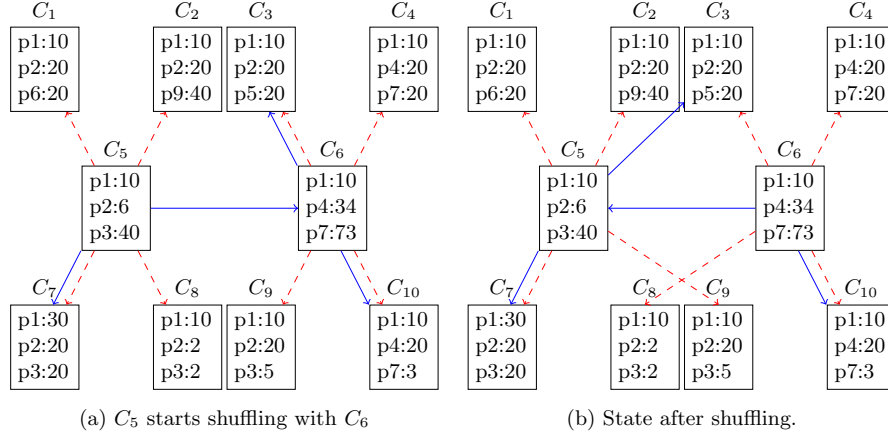 C1 C2 C3 C4 C1 C2 C3 C4
p1:10 p1:10 p1:10 p1:10 p1:10 p1:10 p1:10 p1:10
p2:20 p2:20 p2:20 p4:20 p2:20 p2:20 p2:20 p4:20
p6:20 p9:40 p5:20 p7:20 p6:20 p9:40 p5:20 p7:20
C5 C6 C5 C6
p1:10 p1:10 p1:10 p1:10
p2:6 p4:34 p2:6 p4:34
p3:40 p7:73 p3:40 p7:73
C7 C8 C9 C10 C7 C8 C9 C10
p1:30 p1:10 p1:10 p1:10 p1:30 p1:10 p1:10 p1:10
p2:20 p2:2 p2:20 p4:20 p2:20 p2:2 p2:20 p4:20
p3:20 p3:2 p3:5 p7:3 p3:20 p3:2 p3:5 p7:3
(a) C5 starts shuffling with C6 (b) State after shuffling.